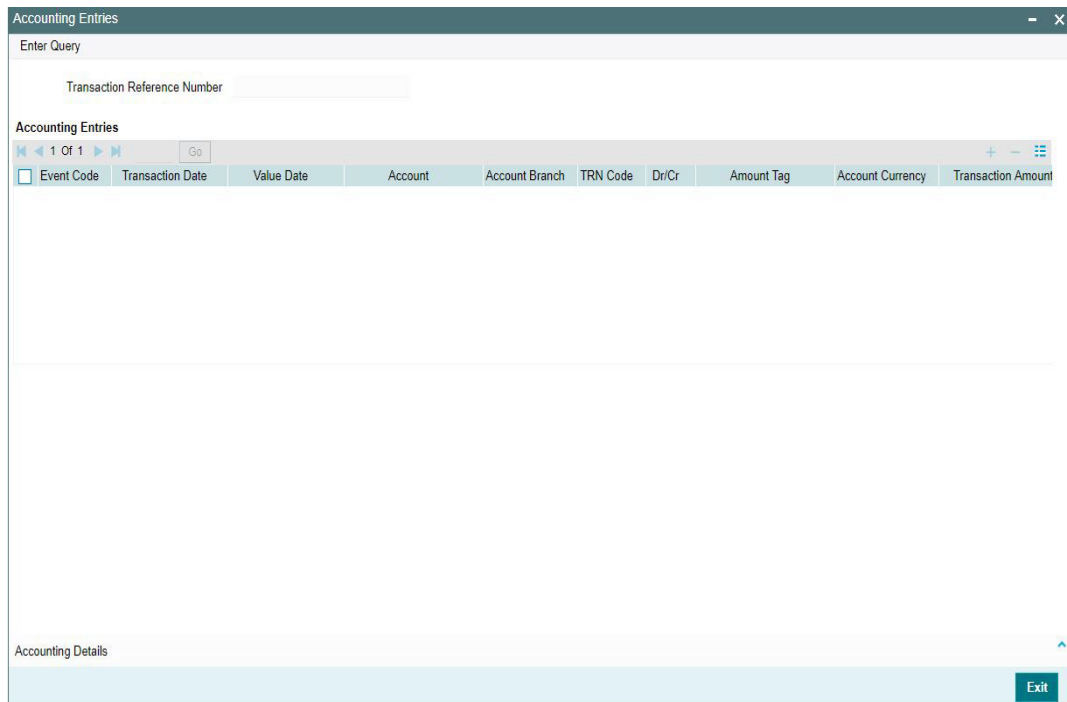 Accounting Entries
Enter Query
Transaction Reference Number
Accounting Entries
1 Of 1 Go
Event Code Transaction Date Value Date Account Account Branch TRN Code Dr/Cr Amount Tag Account Currency Transaction Amount
Accounting Details
Exit